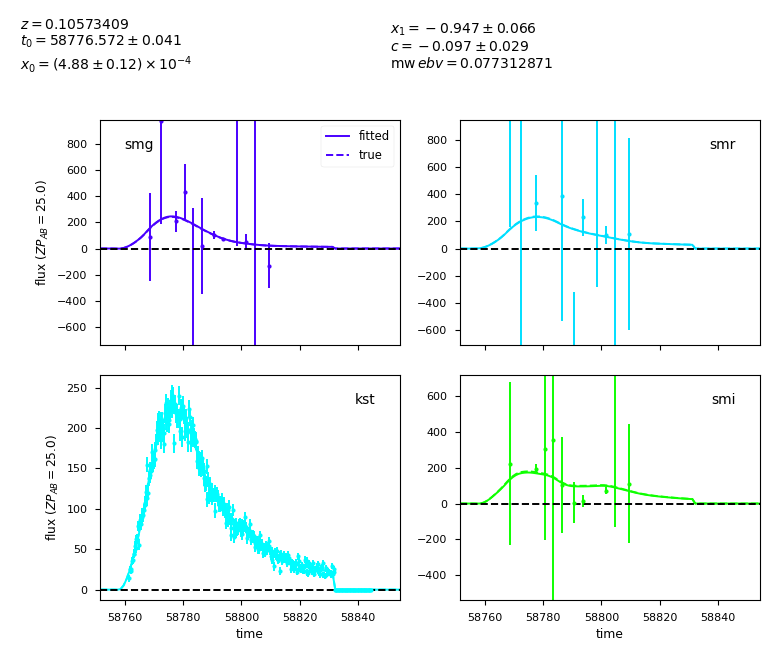 z = 0.10573409
t₀ = 58776.572 ± 0.041
x₀ = (4.88 ± 0.12) × 10⁻⁴
x₁ = −0.947 ± 0.066
c = −0.097 ± 0.029
mw ebv = 0.077312871
smg
fitted
true
800
600
400
200
0
−200
−400
−600
flux (ZP_AB = 25.0)
smr
800
600
400
200
0
−200
−400
−600
kst
250
200
150
100
50
0
flux (ZP_AB = 25.0)
58760 58780 58800 58820 58840
time
smi
600
400
200
0
−200
−400
58760 58780 58800 58820 58840
time